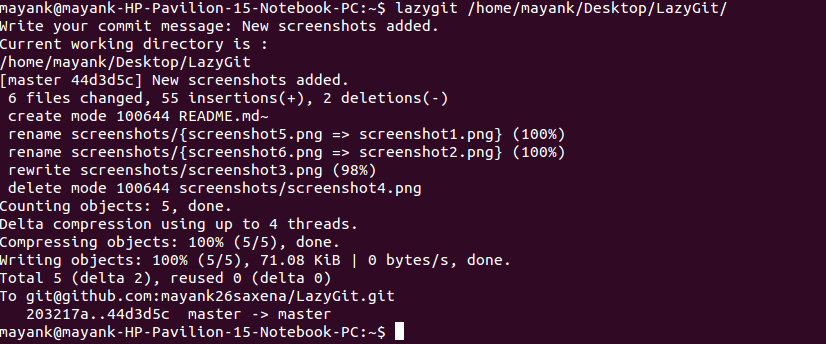 mayank@mayank-HP-Pavilion-15-Notebook-PC:~$ lazygit /home/mayank/Desktop/LazyGit/
Write your commit message: New screenshots added.
Current working directory is :
/home/mayank/Desktop/LazyGit
[master 44d3d5c] New screenshots added.
 6 files changed, 55 insertions(+), 2 deletions(-)
 create mode 100644 README.md~
 rename screenshots/{screenshot5.png => screenshot1.png} (100%)
 rename screenshots/{screenshot6.png => screenshot2.png} (100%)
 rewrite screenshots/screenshot3.png (98%)
 delete mode 100644 screenshots/screenshot4.png
Counting objects: 5, done.
Delta compression using up to 4 threads.
Compressing objects: 100% (5/5), done.
Writing objects: 100% (5/5), 71.08 KiB | 0 bytes/s, done.
Total 5 (delta 2), reused 0 (delta 0)
To git@github.com:mayank26saxena/LazyGit.git
   203217a..44d3d5c  master -> master
mayank@mayank-HP-Pavilion-15-Notebook-PC:~$